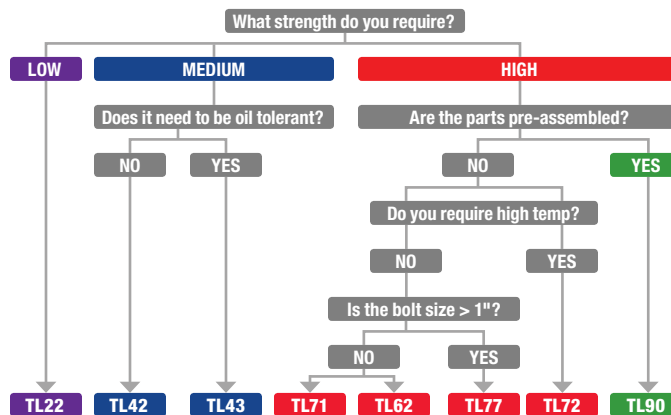 What strength do you require?
LOW
MEDIUM
HIGH
Does it need to be oil tolerant?
Are the parts pre-assembled?
NO
YES
NO
YES
Do you require high temp?
NO
YES
Is the bolt size > 1"?
NO
YES
TL22
TL42
TL43
TL71
TL62
TL77
TL72
TL90